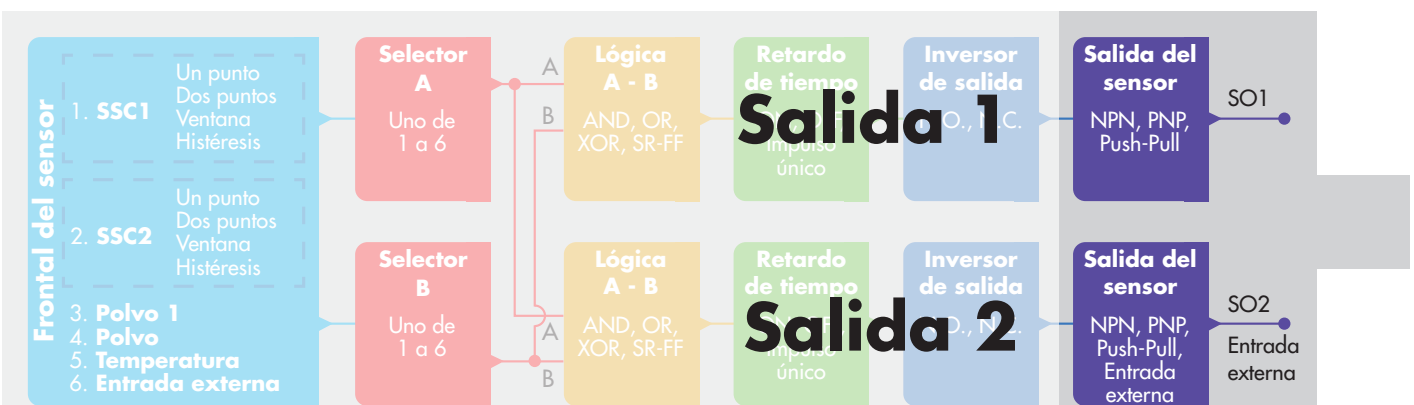 Frontal del sensor
1. SSC1
Un punto
Dos puntos
Ventana
Histéresis
2. SSC2
Un punto
Dos puntos
Ventana
Histéresis
3. Polvo 1
4. Polvo
5. Temperatura
6. Entrada externa
Selector
A
Uno de
1 a 6
A
B
Lógica
A - B
AND, OR,
XOR, SR-FF
Retardo
de tiempo
impulso
único
Inversor
de salida
N.C.
Salida 1
Salida del
sensor
NPN, PNP,
Push-Pull
SO1
Selector
B
Uno de
1 a 6
A
B
Lógica
A - B
AND, OR,
XOR, SR-FF
Retardo
de tiempo
impulso
único
Inversor
de salida
Salida 2
Salida del
sensor
NPN, PNP,
Push-Pull,
Entrada
externa
SO2
Entrada
externa